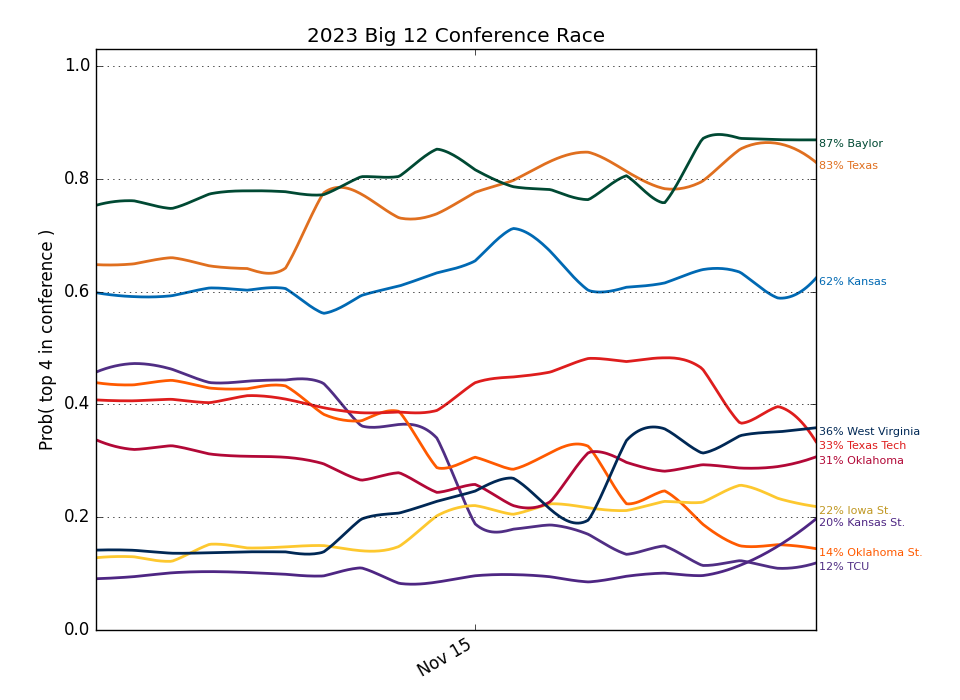 2023 Big 12 Conference Race
Prob( top 4 in conference )
1.0
0.8
0.6
0.4
0.2
0.0
Nov 15
87% Baylor
83% Texas
62% Kansas
36% West Virginia
33% Texas Tech
31% Oklahoma
22% Iowa St.
20% Kansas St.
14% Oklahoma St.
12% TCU